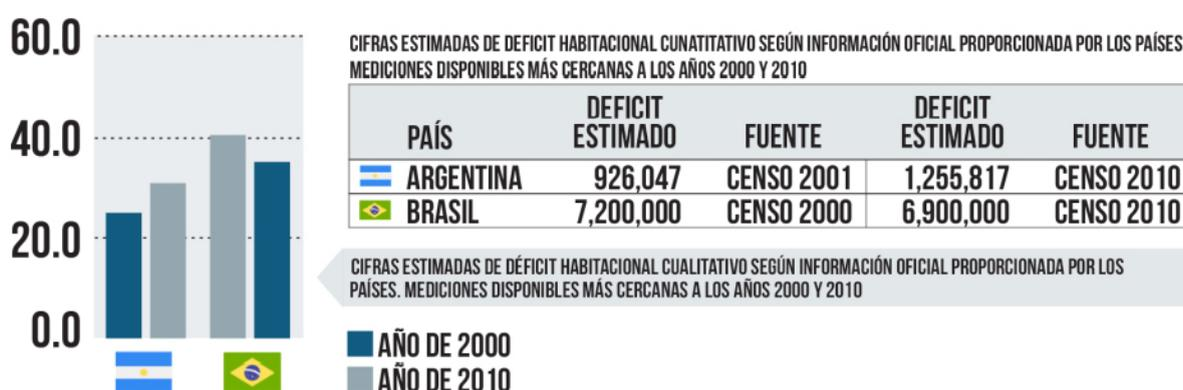 60.0
40.0
20.0
0.0
CIFRAS ESTIMADAS DE DEFICIT HABITACIONAL CUNATITATIVO SEGÚN INFORMACIÓN OFICIAL PROPORCIONADA POR LOS PAÍSES
MEDICIONES DISPONIBLES MÁS CERCANAS A LOS AÑOS 2000 Y 2010
PAÍS DEFICIT ESTIMADO FUENTE DEFICIT ESTIMADO FUENTE
ARGENTINA 926,047 CENSO 2001 1,255,817 CENSO 2010
BRASIL 7,200,000 CENSO 2000 6,900,000 CENSO 2010
CIFRAS ESTIMADAS DE DÉFICIT HABITACIONAL CUALITATIVO SEGÚN INFORMACIÓN OFICIAL PROPORCIONADA POR LOS
PAÍSES. MEDICIONES DISPONIBLES MÁS CERCANAS A LOS AÑOS 2000 Y 2010
AÑO DE 2000
AÑO DE 2010